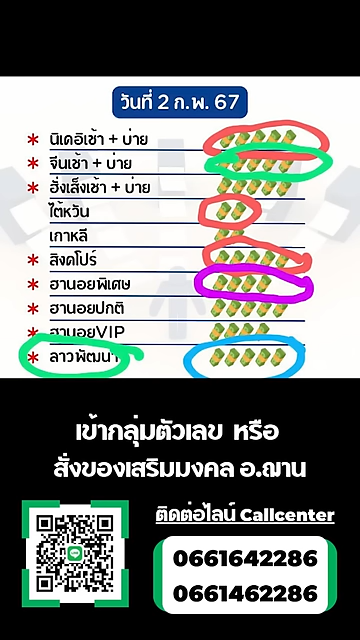 วันที่ 2 ก.พ. 67
* นิเคอิเช้า + บ่าย
* จีนเช้า + บ่าย
* ฮั่งเส็งเช้า + บ่าย
* ไต้หวัน
เกาหลี
* สิงคโปร์
* ฮานอยพิเศษ
* ฮานอยปกติ
* ฮานอยVIP
* ลาวพัฒนา
เข้ากลุ่มตัวเลข หรือ
สั่งของเสริมมงคล อ.ฌาน
ติดต่อไลน์ Callcenter
0661642286
0661462286